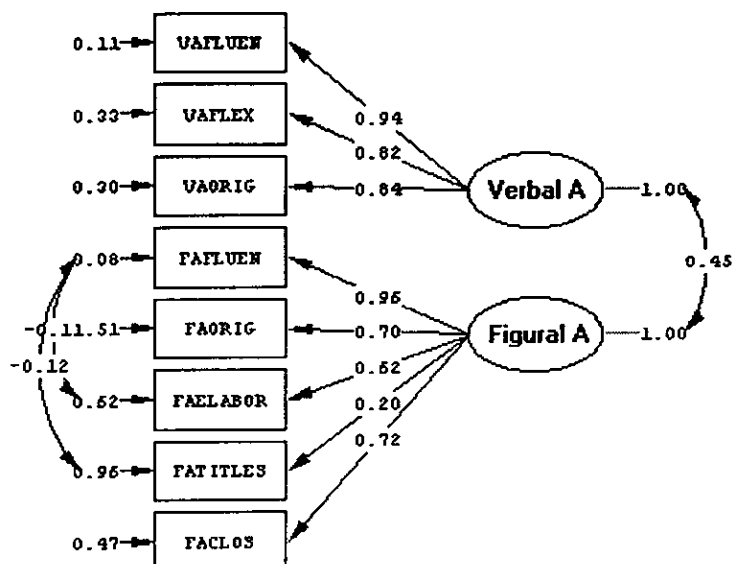 0.11 VAFLUEN
0.94
0.33 VAFLEX
0.82
0.30 VAORIG 0.84 Verbal A 1.00
0.08 FAFLUEN
0.45
0.96
-0.11.51 FAORIG 0.70 Figural A 1.00
-0.12
0.62
0.62 FAELABOR
0.20
0.72
0.96 FATITLES
0.47 FACLOS